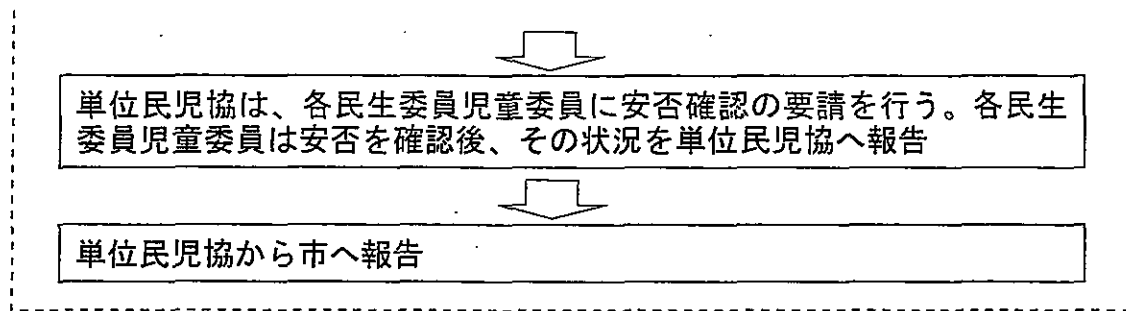 単位民児協は、各民生委員児童委員に安否確認の要請を行う。各民生
委員児童委員は安否を確認後、その状況を単位民児協へ報告
単位民児協から市へ報告